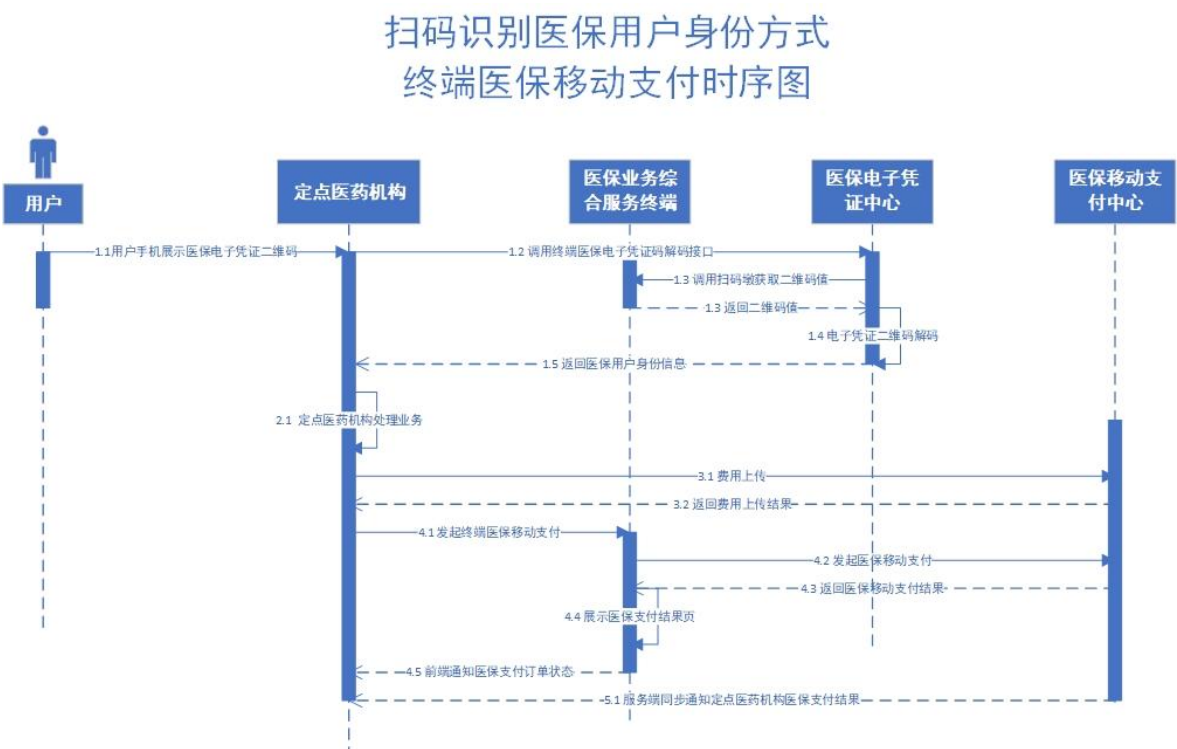 扫码识别医保用户身份方式
终端医保移动支付时序图
用户
定点医药机构
医保业务综
合服务终端
医保电子凭
证中心
医保移动支
付中心
1.1用户手机展示医保电子凭证二维码
1.2 调用终端医保电子凭证码解码接口
1.3 调用扫码墩获取二维码值
1.3 返回二维码值
1.4 电子凭证二维码解码
1.5 返回医保用户身份信息
2.1 定点医药机构处理业务
3.1 费用上传
3.2 返回费用上传结果
4.1 发起终端医保移动支付
4.2 发起医保移动支付
4.3 返回医保移动支付结果
4.4 展示医保支付结果页
4.5 前端通知医保支付订单状态
5.1 服务端同步通知定点医药机构医保支付结果